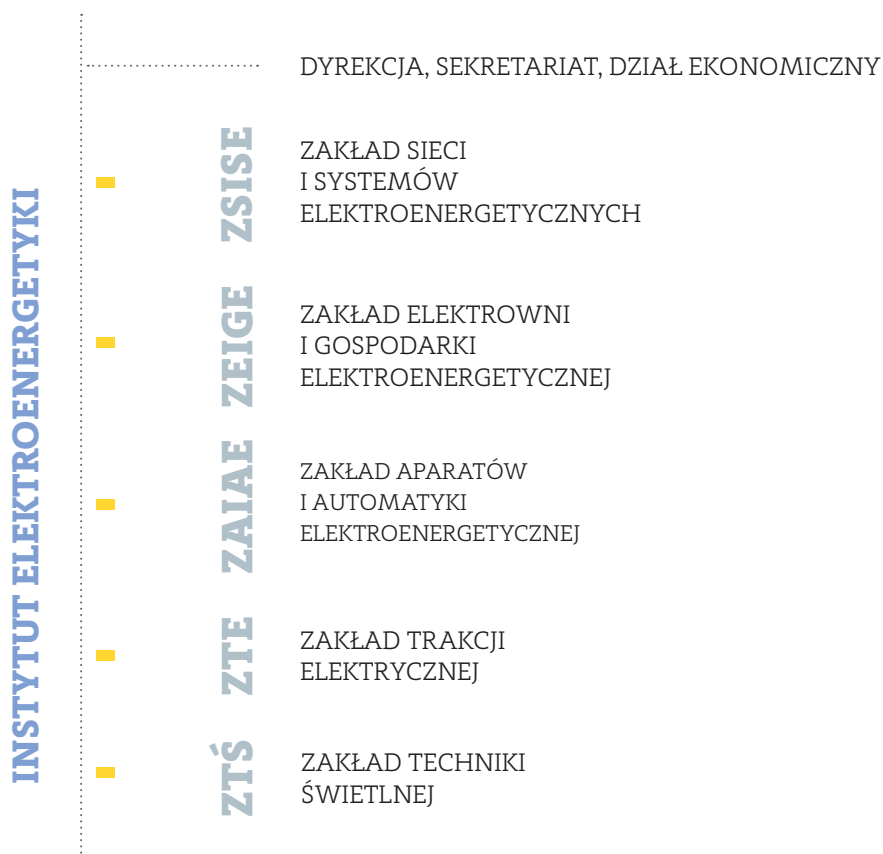 INSTYTUT ELEKTROENERGETYKI
DYREKCJA, SEKRETARIAT, DZIAŁ EKONOMICZNY
ZSISE
ZAKŁAD SIECI
I SYSTEMÓW
ELEKTROENERGETYCZNYCH
ZEIGE
ZAKŁAD ELEKTROWNI
I GOSPODARKI
ELEKTROENERGETYCZNEJ
ZAIAE
ZAKŁAD APARATÓW
I AUTOMATYKI
ELEKTROENERGETYCZNEJ
ZTE
ZAKŁAD TRAKCJI
ELEKTRYCZNEJ
ZTŚ
ZAKŁAD TECHNIKI
ŚWIETLNEJ